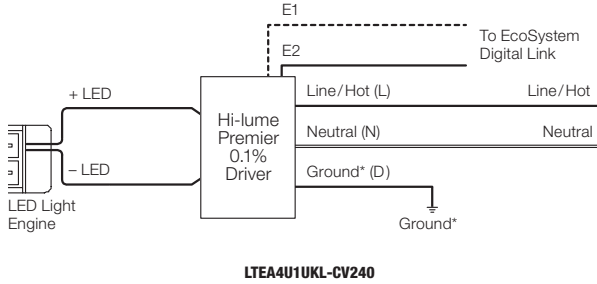 E1
E2
To EcoSystem
Digital Link
+ LED
– LED
LED Light
Engine
Hi-lume
Premier
0.1%
Driver
Line/Hot (L)
Line/Hot
Neutral (N)
Neutral
Ground* (D)
Ground*
LTEA4U1UKL-CV240